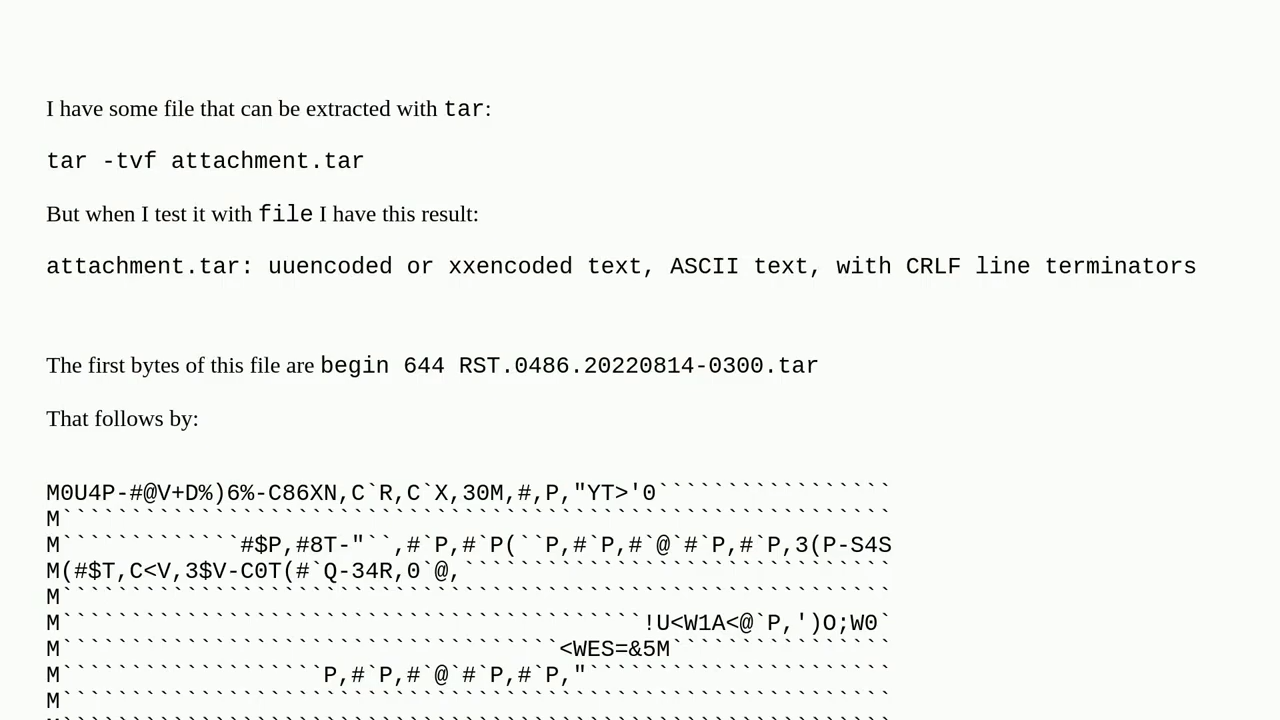 I have some file that can be extracted with tar:
tar -tvf attachment.tar
But when I test it with file I have this result:
attachment.tar: uuencoded or xxencoded text, ASCII text, with CRLF line terminators
The first bytes of this file are begin 644 RST.0486.20220814-0300.tar
That follows by:
M0U4P-#@V+D%)6%-C86XN,C`R,C`X,30M,#,P,"YT>'0`````````````````
M````````````````````````````````````````````````````````````
M`````````````#$P,#8T-"``,#`P,#`P(``P,#`P,#`@`#`P,#`P,3(P-S4S
M(#$T,C<V,3$V-C0T(#`Q-34R,0`@,```````````````````````````````
M````````````````````````````````````````````````````````````
M``````````````````````````````````````````!U<W1A<@`P,')O;W0`
M````````````````````````````````````<WES=&5M````````````````
M```````````````````P,#`P,#`@`#`P,#`P,"``````````````````````
M````````````````````````````````````````````````````````````